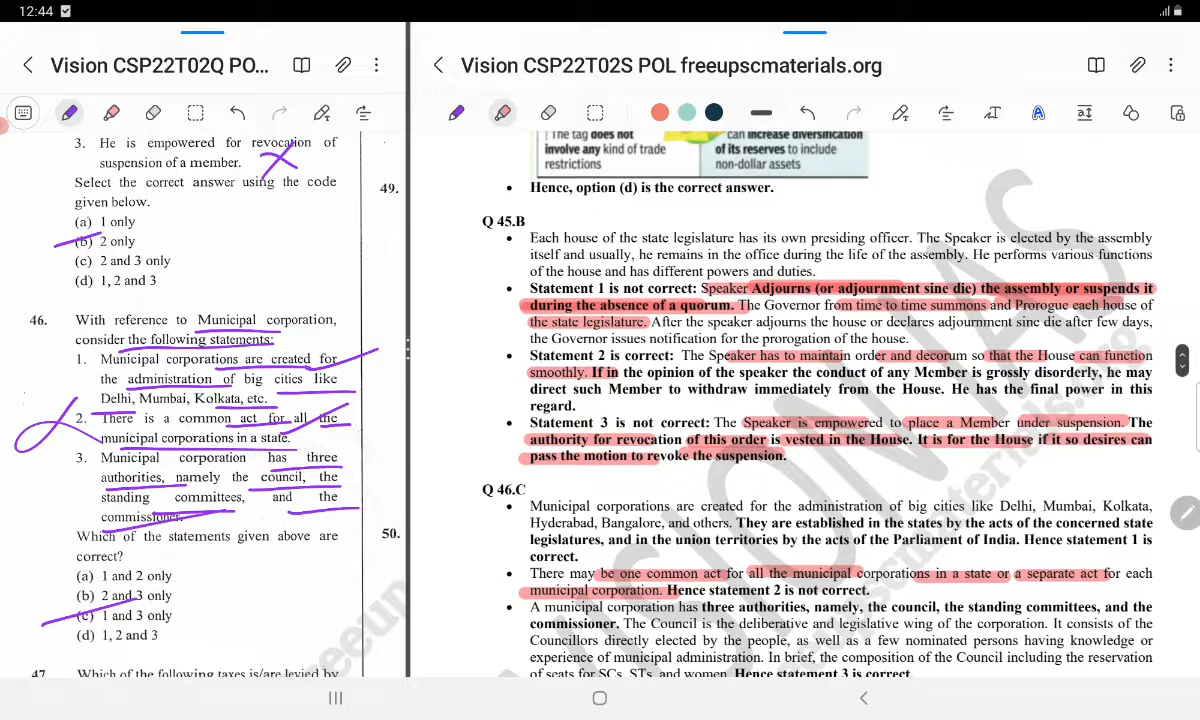 12:44
Vision CSP22T02Q PO...
Vision CSP22T02S POL freeupscmaterials.org
3. He is empowered for revocation of
suspension of a member.
Select the correct answer using the code
given below.
(a) 1 only
(b) 2 only
(c) 2 and 3 only
(d) 1, 2 and 3
46. With reference to Municipal corporation,
consider the following statements:
1. Municipal corporations are created for
the administration of big cities like
Delhi, Mumbai, Kolkata, etc.
2. There is a common act for all the
municipal corporations in a state.
3. Municipal corporation has three
authorities, namely the council, the
standing committees, and the
commissioner.
Which of the statements given above are
correct?
(a) 1 and 2 only
(b) 2 and 3 only
(c) 1 and 3 only
(d) 1, 2 and 3
47 Which of the following taxes is/are levied by
49.
50.
The tag does not
involve any kind of trade
restrictions
can increase diversification
of its reserves to include
non-dollar assets
• Hence, option (d) is the correct answer.
Q 45.B
• Each house of the state legislature has its own presiding officer. The Speaker is elected by the assembly
itself and usually, he remains in the office during the life of the assembly. He performs various functions
of the house and has different powers and duties.
• Statement 1 is not correct: Speaker Adjourns (or adjournment sine die) the assembly or suspends it
during the absence of a quorum. The Governor from time to time summons and Prorogue each house of
the state legislature. After the speaker adjourns the house or declares adjournment sine die after few days,
the Governor issues notification for the prorogation of the house.
• Statement 2 is correct: The Speaker has to maintain order and decorum so that the House can function
smoothly. If in the opinion of the speaker the conduct of any Member is grossly disorderly, he may
direct such Member to withdraw immediately from the House. He has the final power in this
regard.
• Statement 3 is not correct: The Speaker is empowered to place a Member under suspension. The
authority for revocation of this order is vested in the House. It is for the House if it so desires can
pass the motion to revoke the suspension.
Q 46.C
• Municipal corporations are created for the administration of big cities like Delhi, Mumbai, Kolkata,
Hyderabad, Bangalore, and others. They are established in the states by the acts of the concerned state
legislatures, and in the union territories by the acts of the Parliament of India. Hence statement 1 is
correct.
• There may be one common act for all the municipal corporations in a state or a separate act for each
municipal corporation. Hence statement 2 is not correct.
• A municipal corporation has three authorities, namely, the council, the standing committees, and the
commissioner. The Council is the deliberative and legislative wing of the corporation. It consists of the
Councillors directly elected by the people, as well as a few nominated persons having knowledge or
experience of municipal administration. In brief, the composition of the Council including the reservation
of seats for SCs, STs, and women. Hence statement 3 is correct.